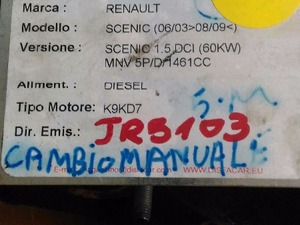 Marca : RENAULT
Modello : SCENIC (06/03>08/09<)
Versione : SCENIC 1.5 DCI (60KW)
MNV 5P/D/1461CC
Aliment. : DIESEL
Tipo Motore: K9KD7
5.M
Dir. Emis.: JR5103
CAMBIO MANUALE